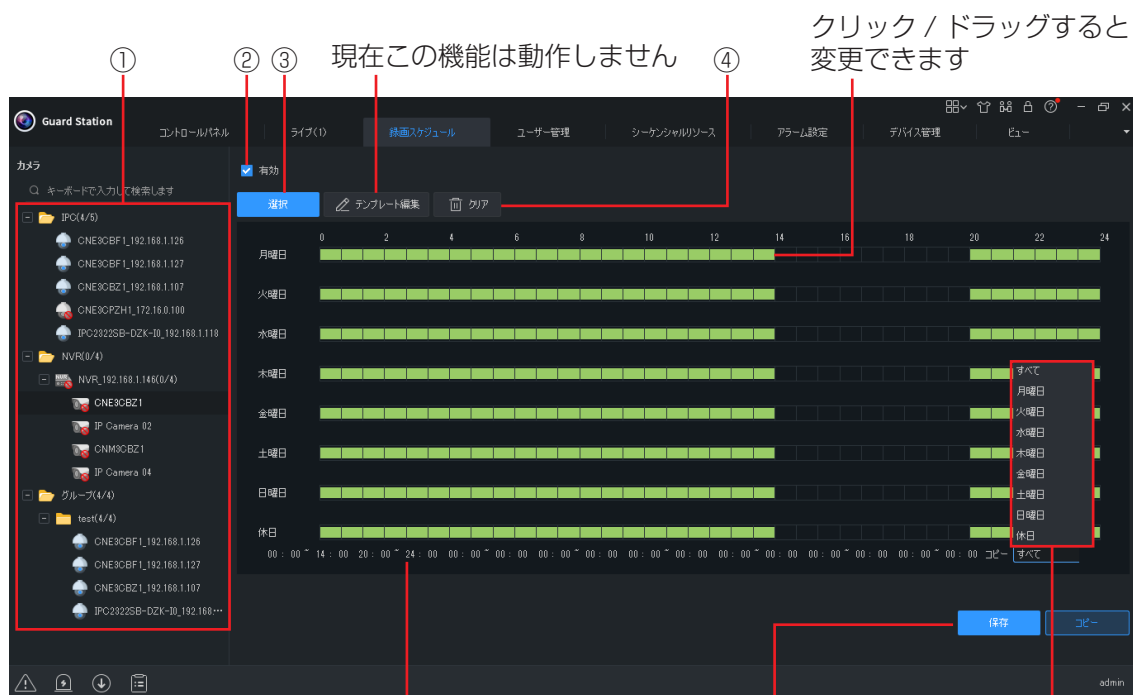 クリック / ドラッグすると
変更できます
① ② ③ 現在この機能は動作しません ④
Guard Station
コントロールパネル ライブ(1) 録画スケジュール ユーザー管理 シーケンシャルリソース アラーム設定 デバイス管理 ビュー
カメラ
キーボードで入力して検索します
IPC(4/5)
CNE3CBF1_192.168.1.126
CNE3CBF1_192.168.1.127
CNE3CBZ1_192.168.1.107
CNE3CPZH1_172.16.0.100
IPC2322SB-DZK-I0_192.168.1.118
NVR(0/4)
NVR_192.168.1.146(0/4)
CNE3CBZ1
IP Camera 02
CNM3CBZ1
IP Camera 04
グループ(4/4)
test(4/4)
CNE3CBF1_192.168.1.126
CNE3CBF1_192.168.1.127
CNE3CBZ1_192.168.1.107
IPC2322SB-DZK-I0_192.168…
有効
選択 テンプレート編集 クリア
0 2 4 6 8 10 12 14 16 18 20 22 24
月曜日
火曜日
水曜日
木曜日
金曜日
土曜日
日曜日
休日
すべて
月曜日
火曜日
水曜日
木曜日
金曜日
土曜日
日曜日
休日
00 : 00 ~ 14 : 00 20 : 00 ~ 24 : 00 00 : 00 ~ 00 : 00 00 : 00 ~ 00 : 00 00 : 00 ~ 00 : 00 00 : 00 ~ 00 : 00 00 : 00 ~ 00 : 00 00 : 00 ~ 00 : 00 コピー すべて
保存 コピー
admin